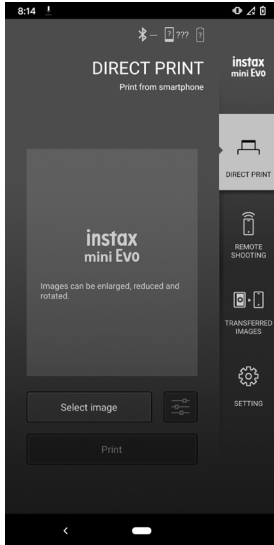 8:14
— ? ??? ?
DIRECT PRINT
Print from smartphone
instax
mini Evo
Images can be enlarged, reduced and
rotated.
Select image
Print
instax
mini Evo
DIRECT PRINT
REMOTE
SHOOTING
TRANSFERRED
IMAGES
SETTING